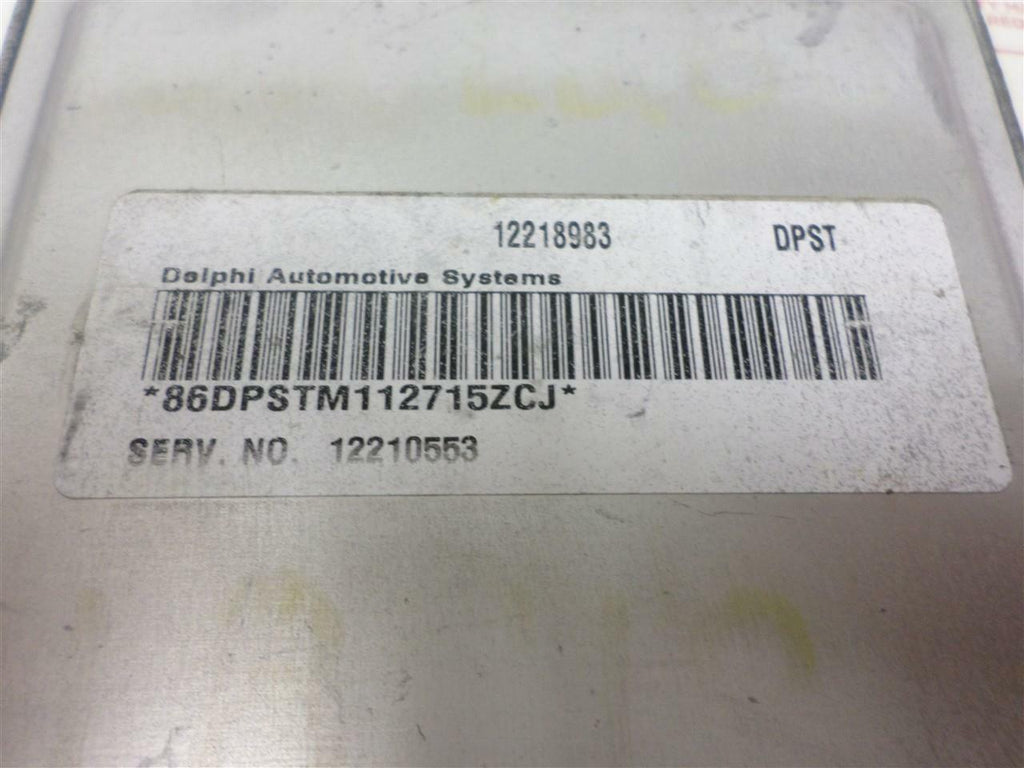 12218983 DPST
Delphi Automotive Systems
*86DPSTM112715ZCJ*
SERV. NO. 12210553